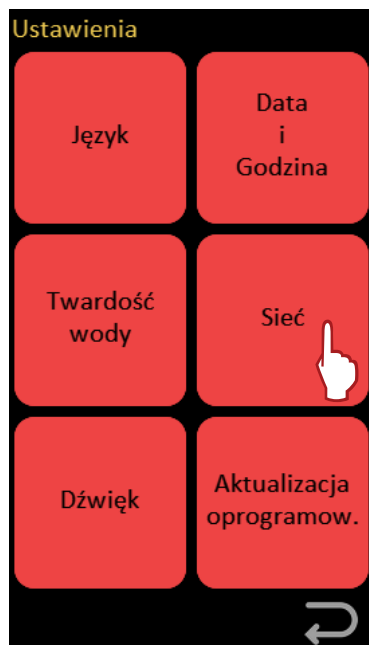 Ustawienia
Język
Data
i
Godzina
Twardość
wody
Sieć
Dźwięk
Aktualizacja
oprogramow.